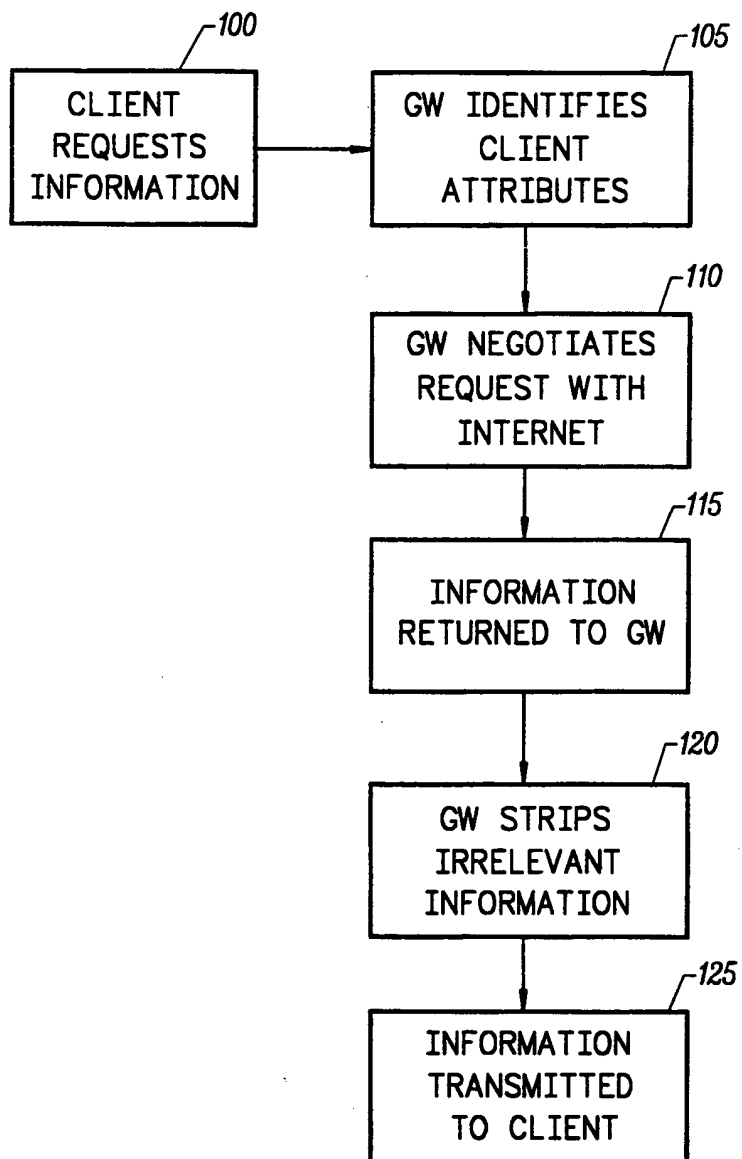 100
CLIENT
REQUESTS
INFORMATION
105
GW IDENTIFIES
CLIENT
ATTRIBUTES
110
GW NEGOTIATES
REQUEST WITH
INTERNET
115
INFORMATION
RETURNED TO GW
120
GW STRIPS
IRRELEVANT
INFORMATION
125
INFORMATION
TRANSMITTED
TO CLIENT